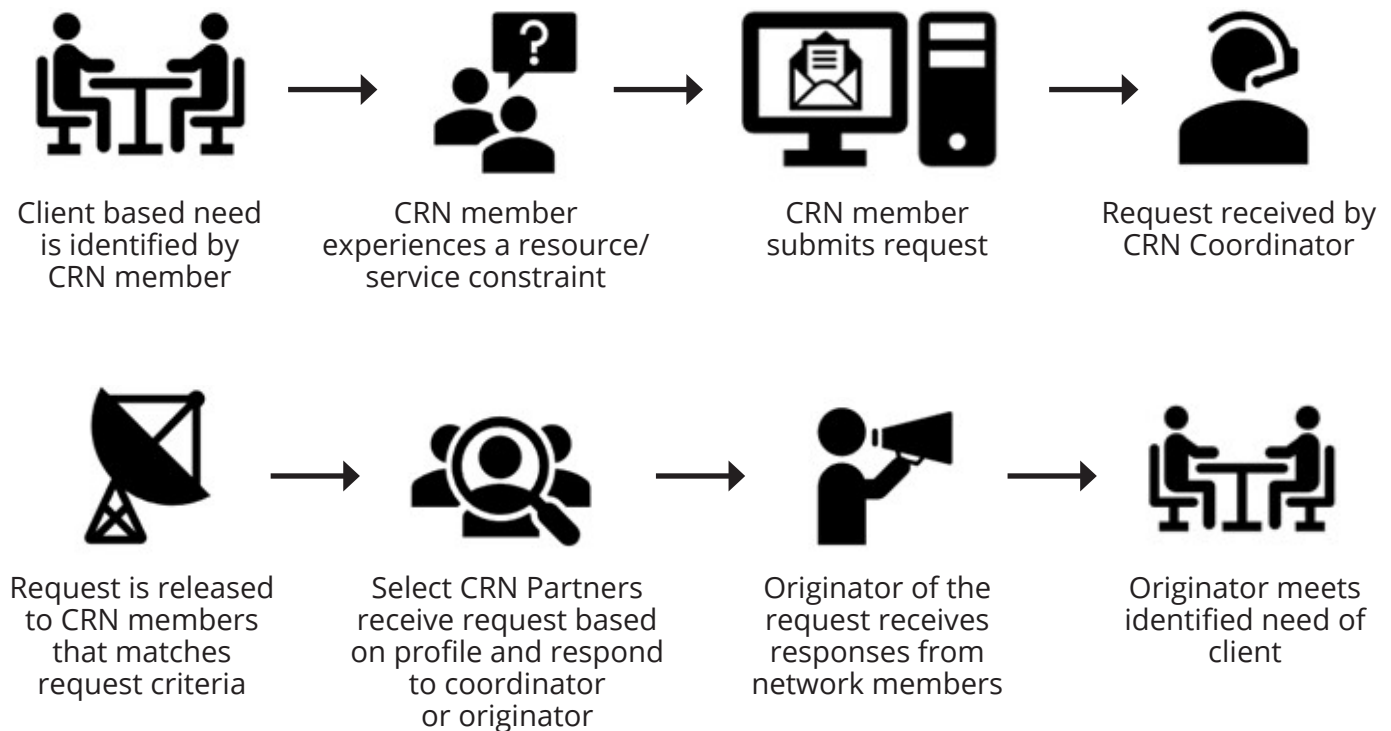 ?
Client based need
is identified by
CRN member
CRN member
experiences a resource/
service constraint
CRN member
submits request
Request received by
CRN Coordinator
Request is released
to CRN members
that matches
request criteria
Select CRN Partners
receive request based
on profile and respond
to coordinator
or originator
Originator of the
request receives
responses from
network members
Originator meets
identified need of
client